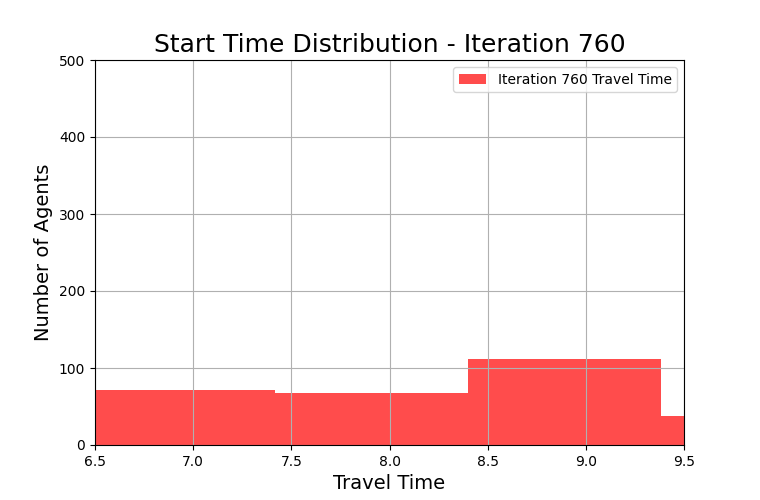 Start Time Distribution - Iteration 760
500
Iteration 760 Travel Time
400
300
200
100
0
Number of Agents
6.5 7.0 7.5 8.0 8.5 9.0 9.5
Travel Time